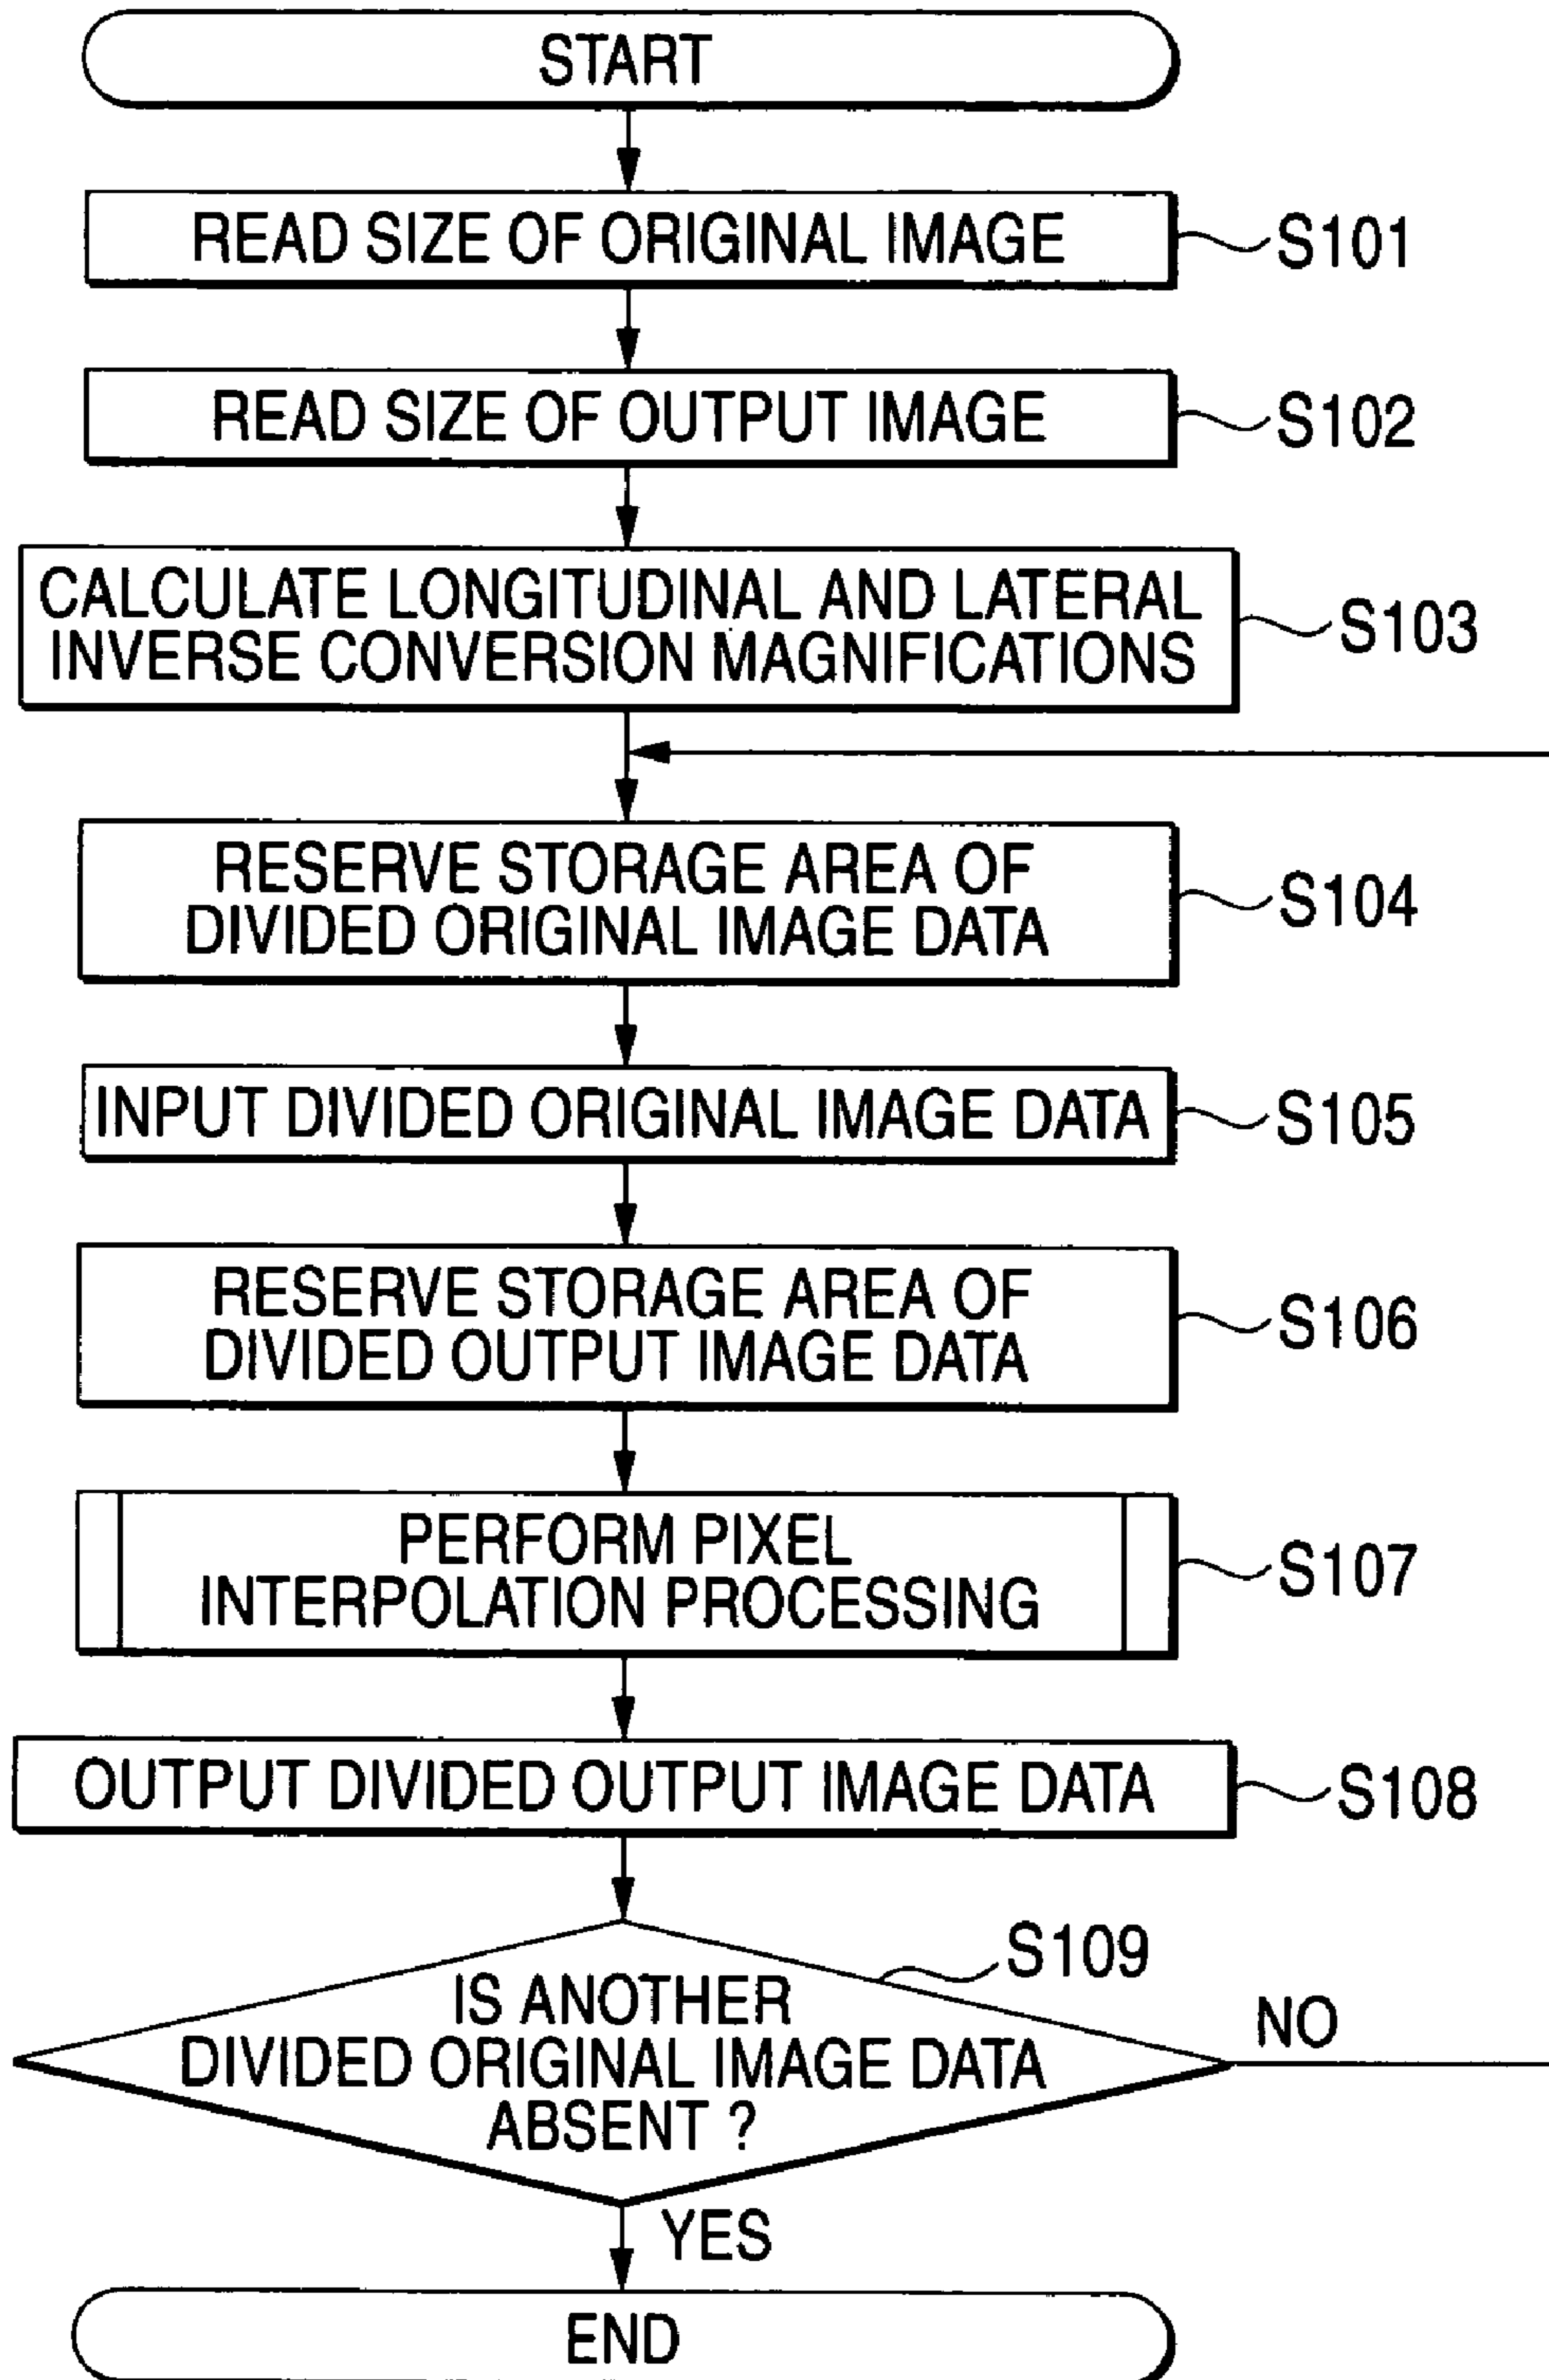 START
READ SIZE OF ORIGINAL IMAGE
S101
READ SIZE OF OUTPUT IMAGE
S102
CALCULATE LONGITUDINAL AND LATERAL
INVERSE CONVERSION MAGNIFICATIONS
S103
RESERVE STORAGE AREA OF
DIVIDED ORIGINAL IMAGE DATA
S104
INPUT DIVIDED ORIGINAL IMAGE DATA
S105
RESERVE STORAGE AREA OF
DIVIDED OUTPUT IMAGE DATA
S106
PERFORM PIXEL
INTERPOLATION PROCESSING
S107
OUTPUT DIVIDED OUTPUT IMAGE DATA
S108
S109
IS ANOTHER
DIVIDED ORIGINAL IMAGE DATA
ABSENT ?
NO
YES
END